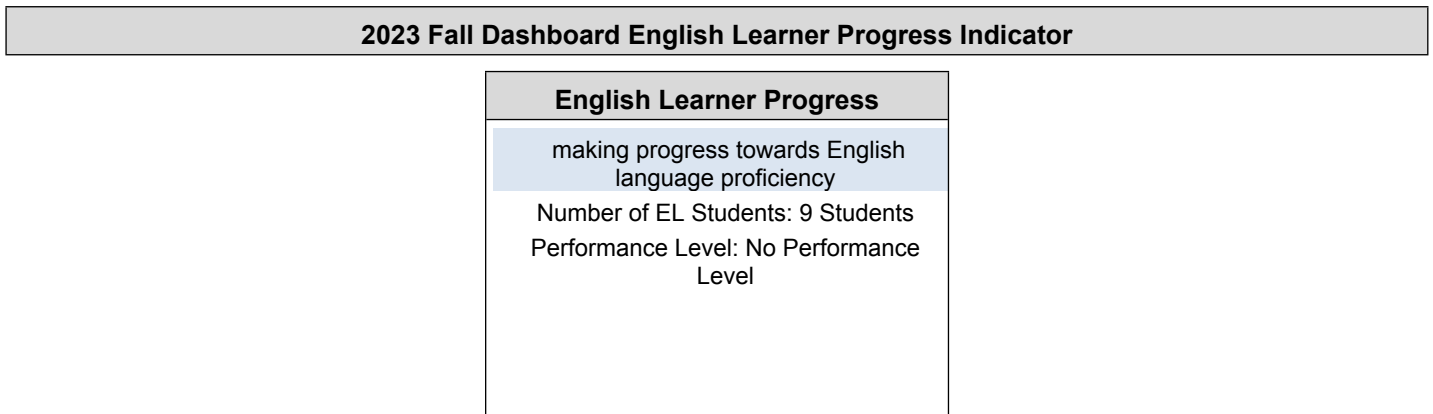 2023 Fall Dashboard English Learner Progress Indicator
English Learner Progress
making progress towards English
language proficiency
Number of EL Students: 9 Students
Performance Level: No Performance
Level